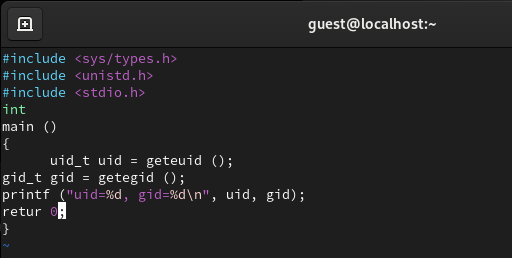 guest@localhost:~
#include <sys/types.h>
#include <unistd.h>
#include <stdio.h>
int
main ()
{
      uid_t uid = geteuid ();
gid_t gid = getegid ();
printf ("uid=%d, gid=%d\n", uid, gid);
retur 0;
}
~